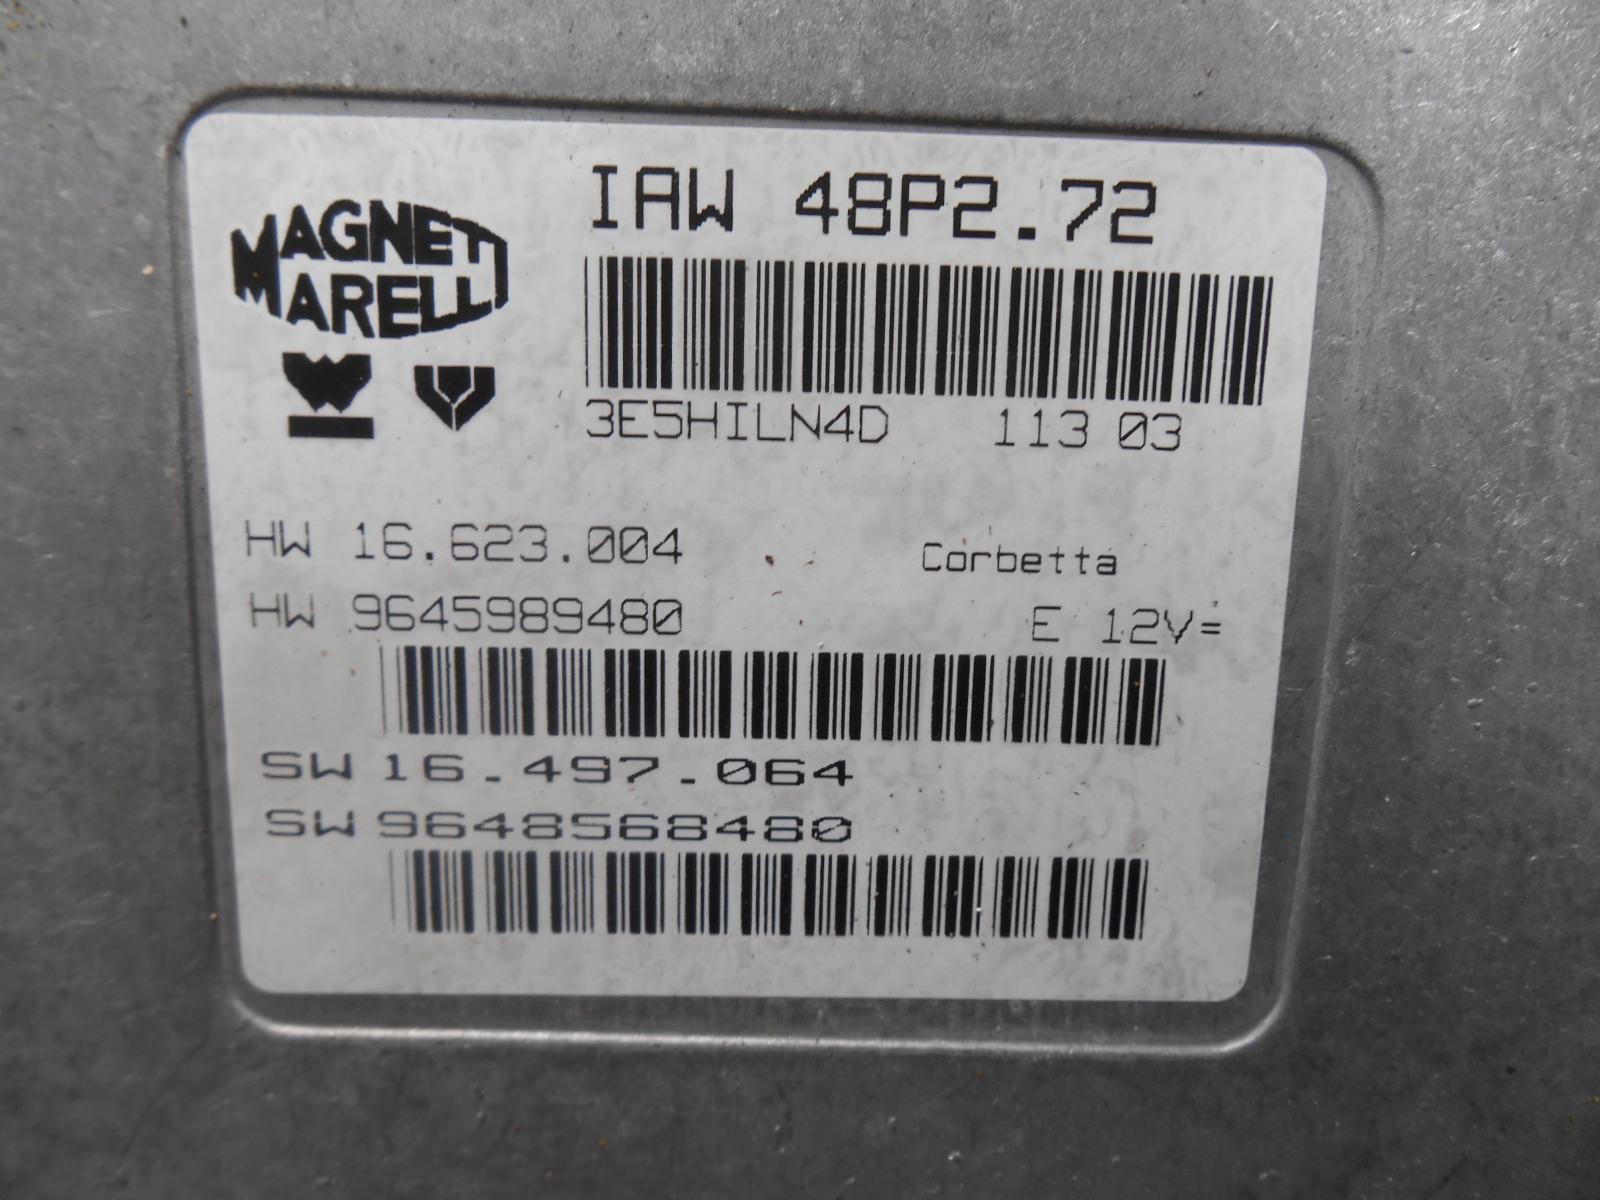 MAGNETI
MARELLI
IAW 48P2.72
3E5HILN4D 113 03
HW 16.623.004
Corbetta
HW 9645989480
E 12V=
SW 16.497.064
SW 9648568480